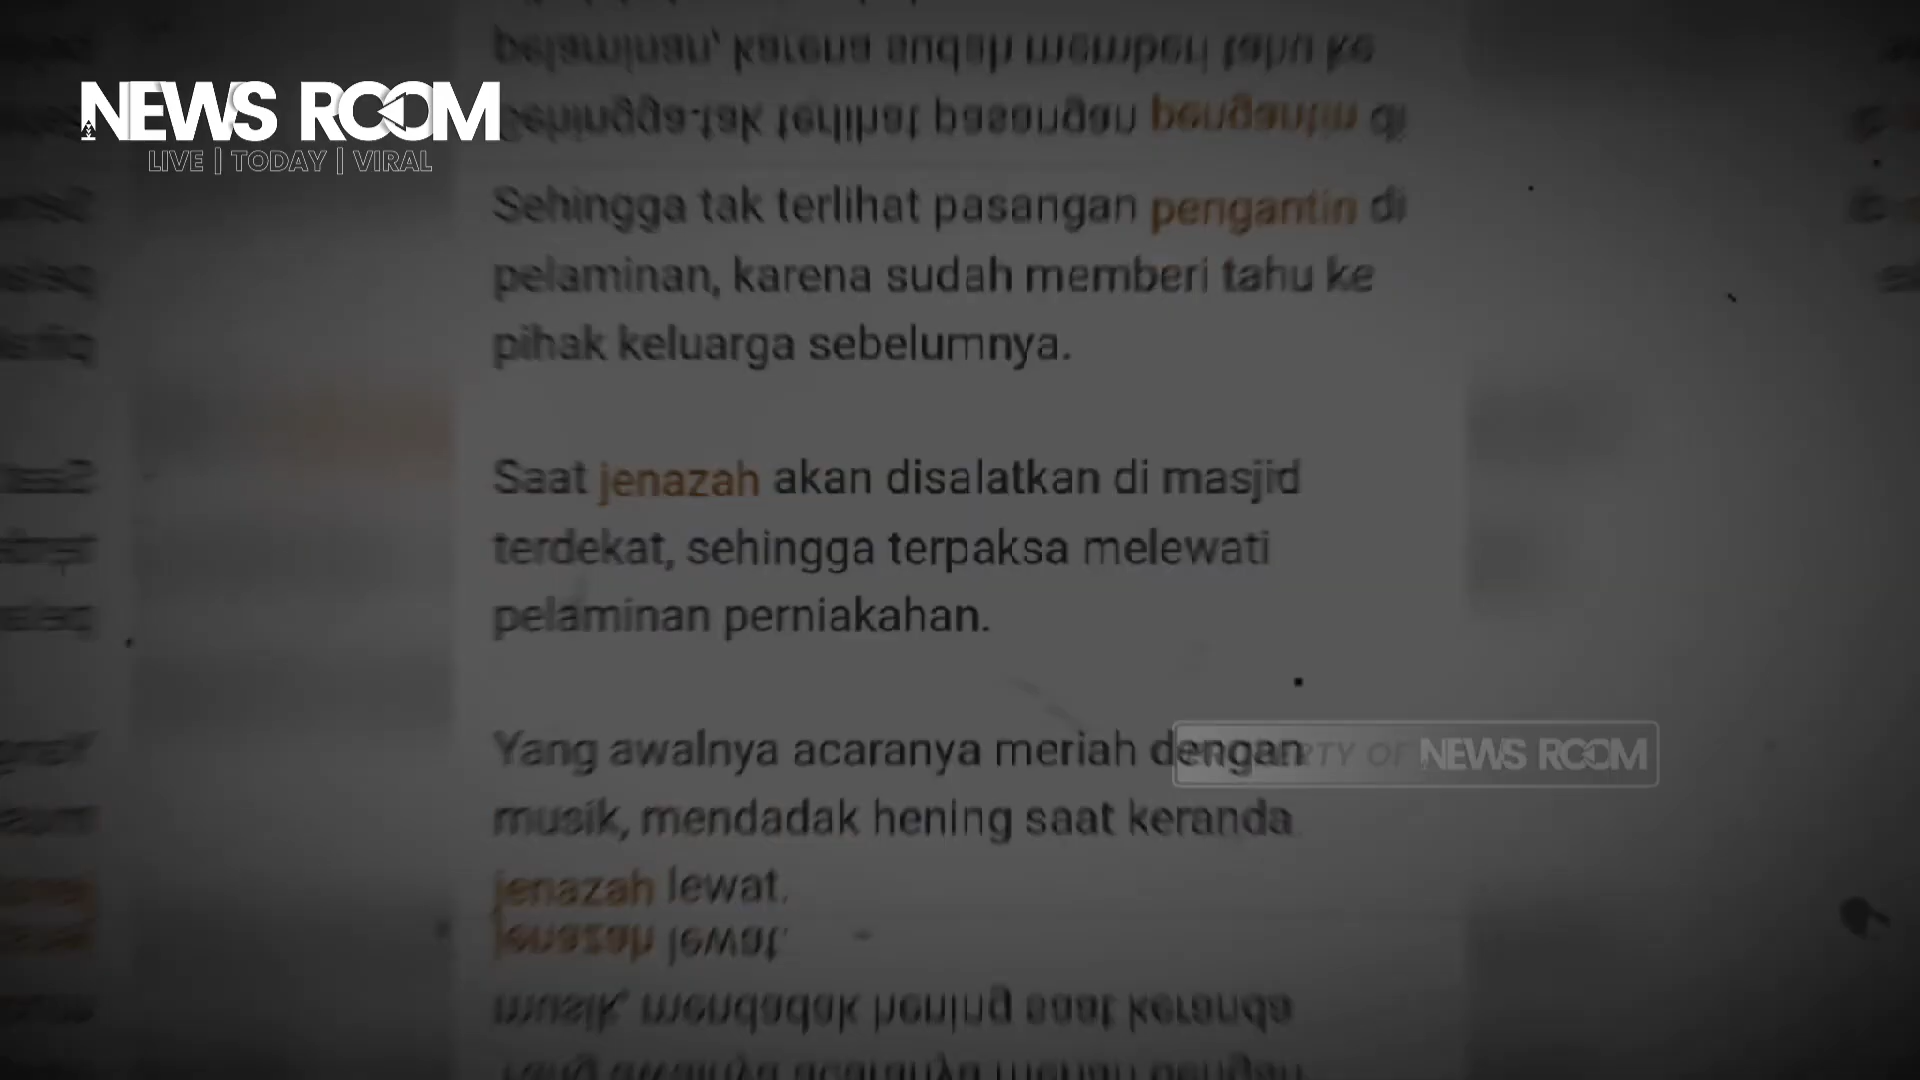 NEWS ROOM
LIVE | TODAY | VIRAL
Sehingga tak terlihat pasangan pengantin di
pelaminan, karena sudah memberi tahu ke
pihak keluarga sebelumnya.
Saat jenazah akan disalatkan di masjid
terdekat, sehingga terpaksa melewati
pelaminan perniakahan.
Yang awalnya acaranya meriah dengan
musik, mendadak hening saat keranda
jenazah lewat.
OF NEWS ROOM